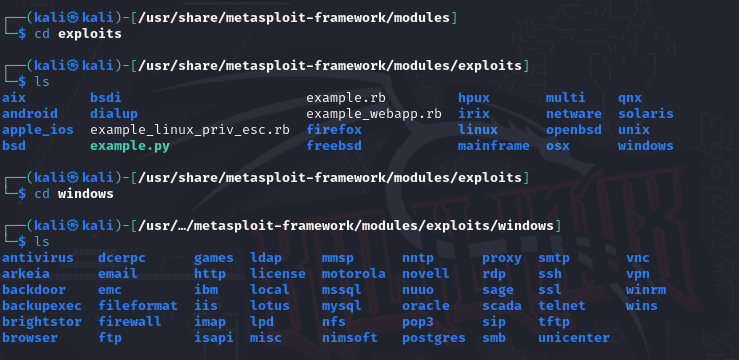 ┌──(kali㉿kali)-[/usr/share/metasploit-framework/modules]
└─$ cd exploits
┌──(kali㉿kali)-[/usr/share/metasploit-framework/modules/exploits]
└─$ ls
aix bsdi example.rb hpux multi qnx
android dialup example_webapp.rb irix netware solaris
apple_ios example_linux_priv_esc.rb firefox linux openbsd unix
bsd example.py freebsd mainframe osx windows
┌──(kali㉿kali)-[/usr/share/metasploit-framework/modules/exploits]
└─$ cd windows
┌──(kali㉿kali)-[/usr/…/metasploit-framework/modules/exploits/windows]
└─$ ls
antivirus dcerpc games ldap mmsp nntp proxy smtp vnc
arkeia email http license motorola novell rdp ssh vpn
backdoor emc ibm local mssql nuuo sage ssl winrm
backupexec fileformat iis lotus mysql oracle scada telnet wins
brightstor firewall imap lpd nfs pop3 sip tftp
browser ftp isapi misc nimsoft postgres smb unicenter